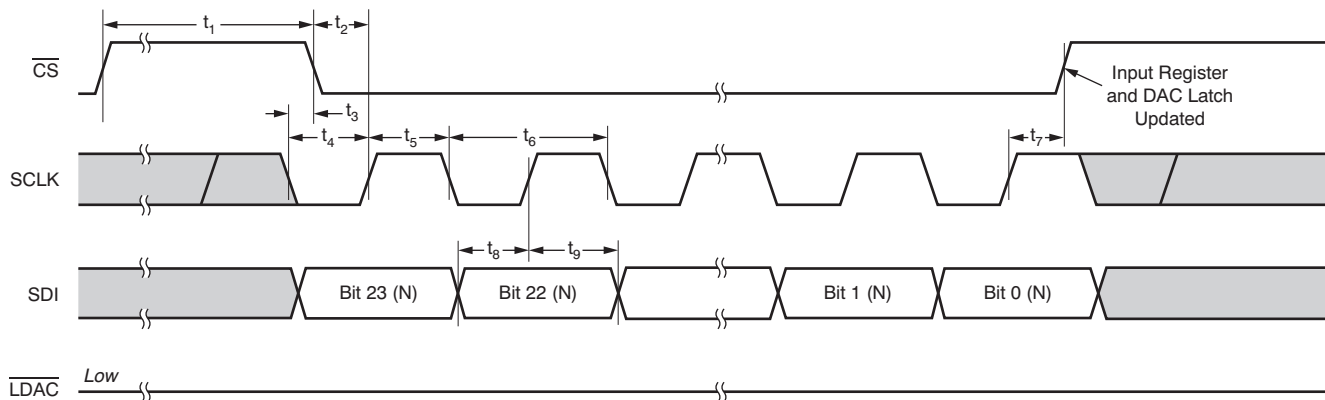 t1
t2
CS
Input Register
and DAC Latch
Updated
t3
t4
t5
t6
t7
SCLK
t8
t9
SDI
Bit 23 (N)
Bit 22 (N)
Bit 1 (N)
Bit 0 (N)
LDAC
Low